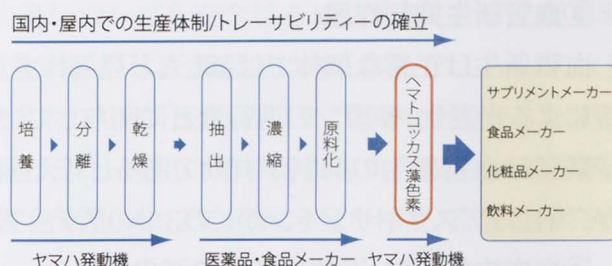 国内・屋内での生産体制/トレーサビリティーの確立
培養
分離
乾燥
抽出
濃縮
原料化
ヘマトコッカス藻色素
サプリメントメーカー
食品メーカー
化粧品メーカー
飲料メーカー
ヤマハ発動機
医薬品・食品メーカー
ヤマハ発動機